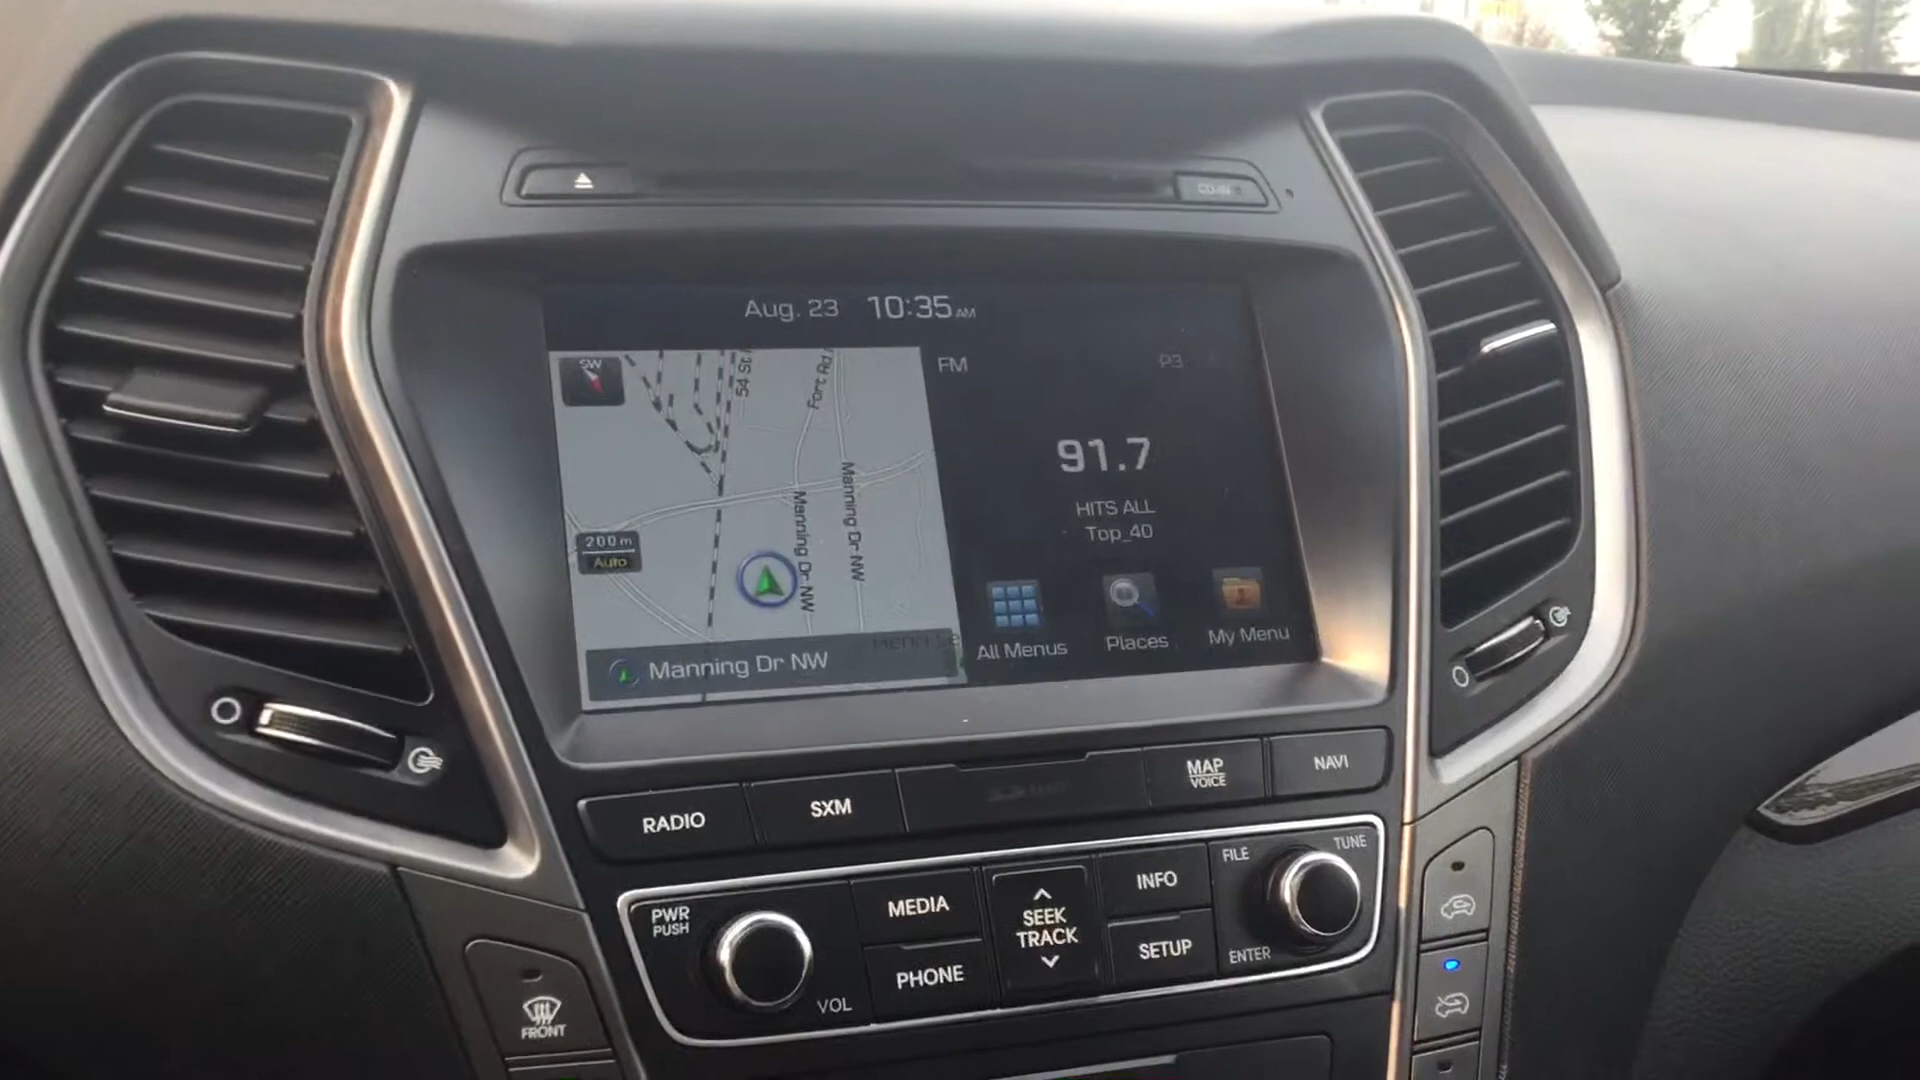 CD-IN
Aug. 23 10:35 AM
SW
54 St
Fort Rd
FM
P3
91.7
HITS ALL
Top_40
Manning Dr NW
Manning Dr NW
200 m
Auto
Manning Dr NW
All Menus
Places
My Menu
RADIO
SXM
MAP
VOICE
NAVI
PWR
PUSH
VOL
MEDIA
PHONE
SEEK
TRACK
INFO
SETUP
FILE
TUNE
ENTER
FRONT